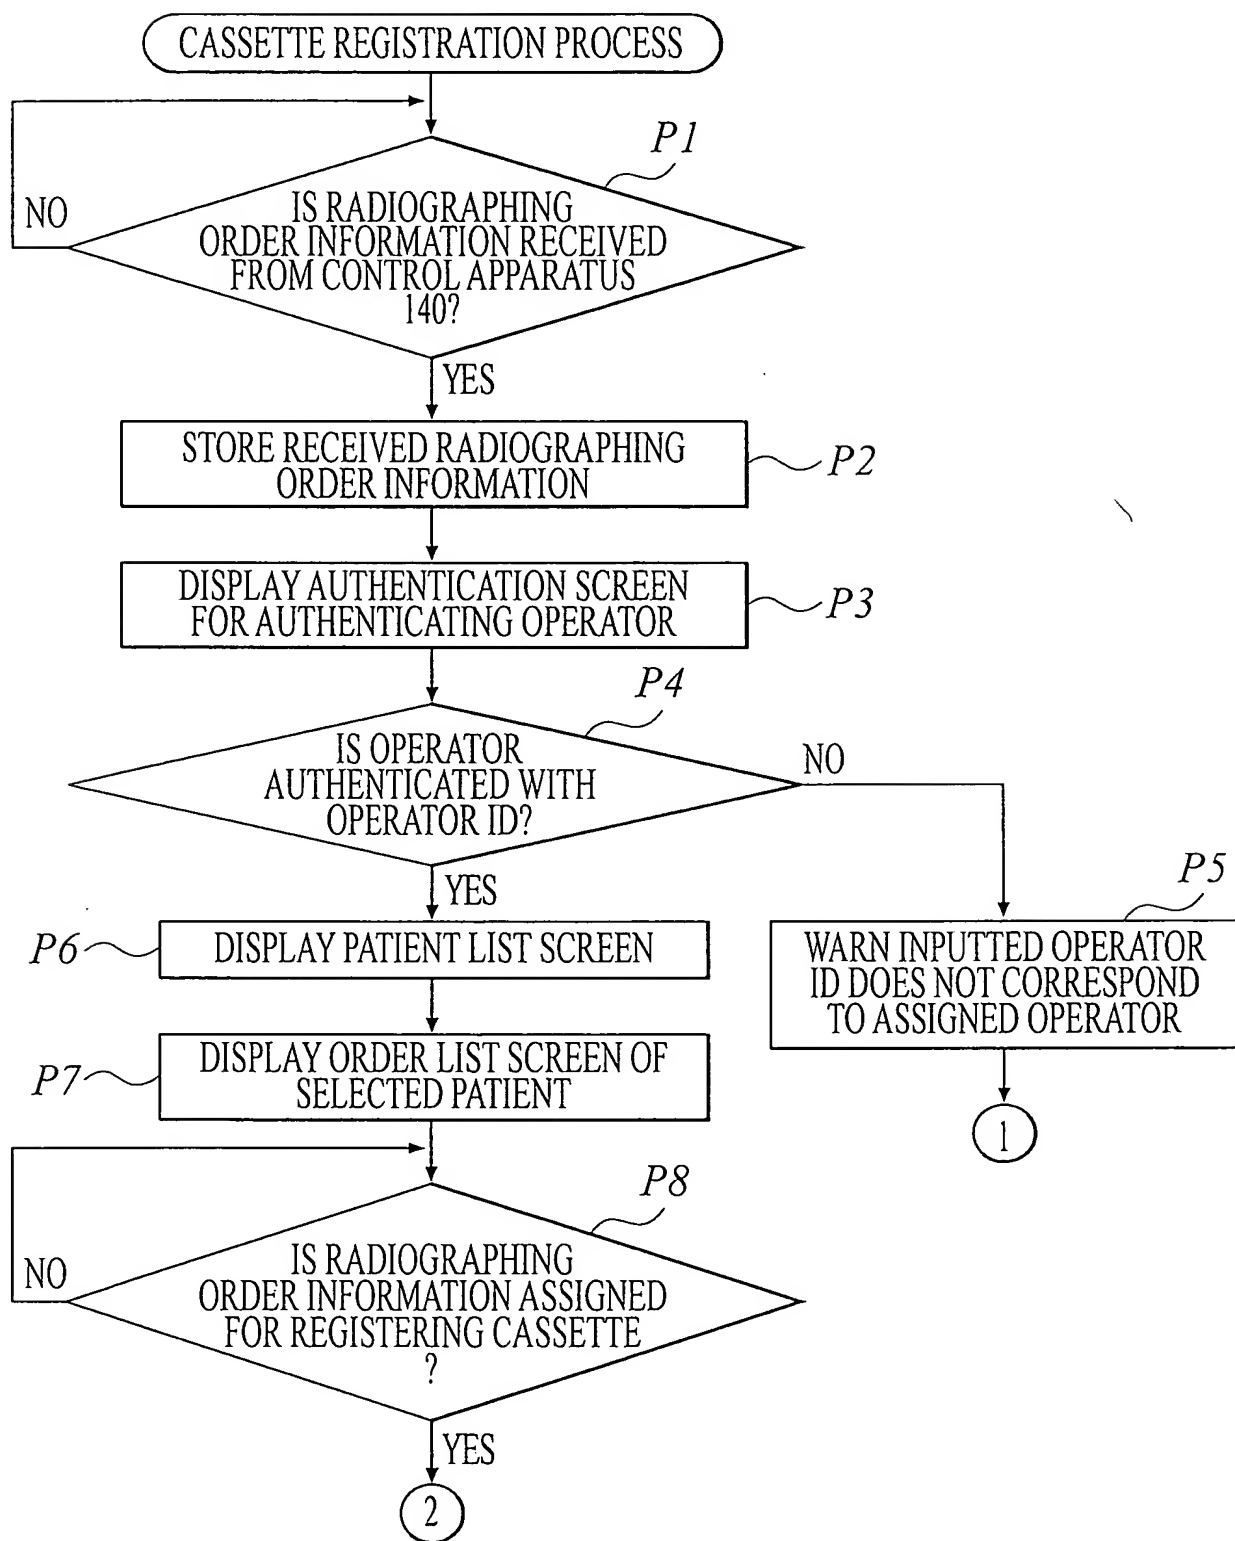 CASSETTE REGISTRATION PROCESS
P1
NO
IS RADIOGRAPHING
ORDER INFORMATION RECEIVED
FROM CONTROL APPARATUS
140?
YES
STORE RECEIVED RADIOGRAPHING
ORDER INFORMATION
P2
DISPLAY AUTHENTICATION SCREEN
FOR AUTHENTICATING OPERATOR
P3
P4
IS OPERATOR
AUTHENTICATED WITH
OPERATOR ID?
NO
YES
P5
P6
DISPLAY PATIENT LIST SCREEN
WARN INPUTTED OPERATOR
ID DOES NOT CORRESPOND
TO ASSIGNED OPERATOR
P7
DISPLAY ORDER LIST SCREEN OF
SELECTED PATIENT
1
P8
NO
IS RADIOGRAPHING
ORDER INFORMATION ASSIGNED
FOR REGISTERING CASSETTE
?
YES
2